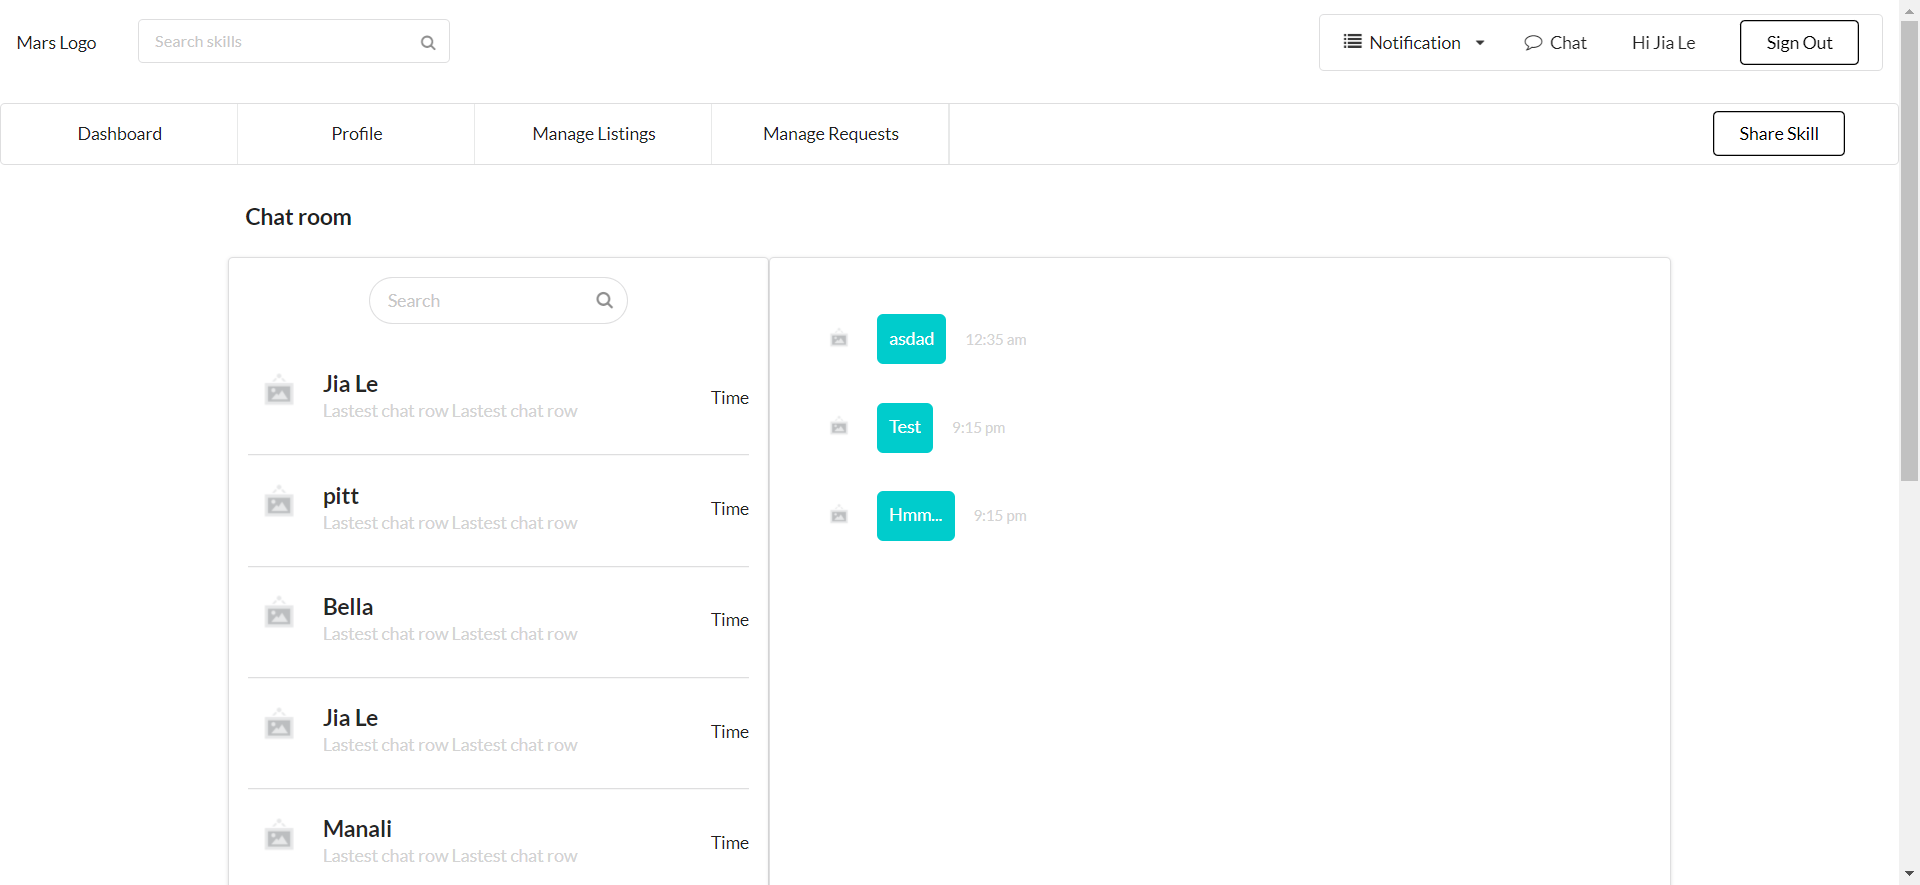 Mars Logo
Search skills
Notification
Chat
Hi Jia Le
Sign Out
Dashboard
Profile
Manage Listings
Manage Requests
Share Skill
Chat room
Search
Jia Le
Lastest chat row Lastest chat row
Time
pitt
Lastest chat row Lastest chat row
Time
Bella
Lastest chat row Lastest chat row
Time
Jia Le
Lastest chat row Lastest chat row
Time
Manali
Lastest chat row Lastest chat row
Time
asdad
12:35 am
Test
9:15 pm
Hmm...
9:15 pm